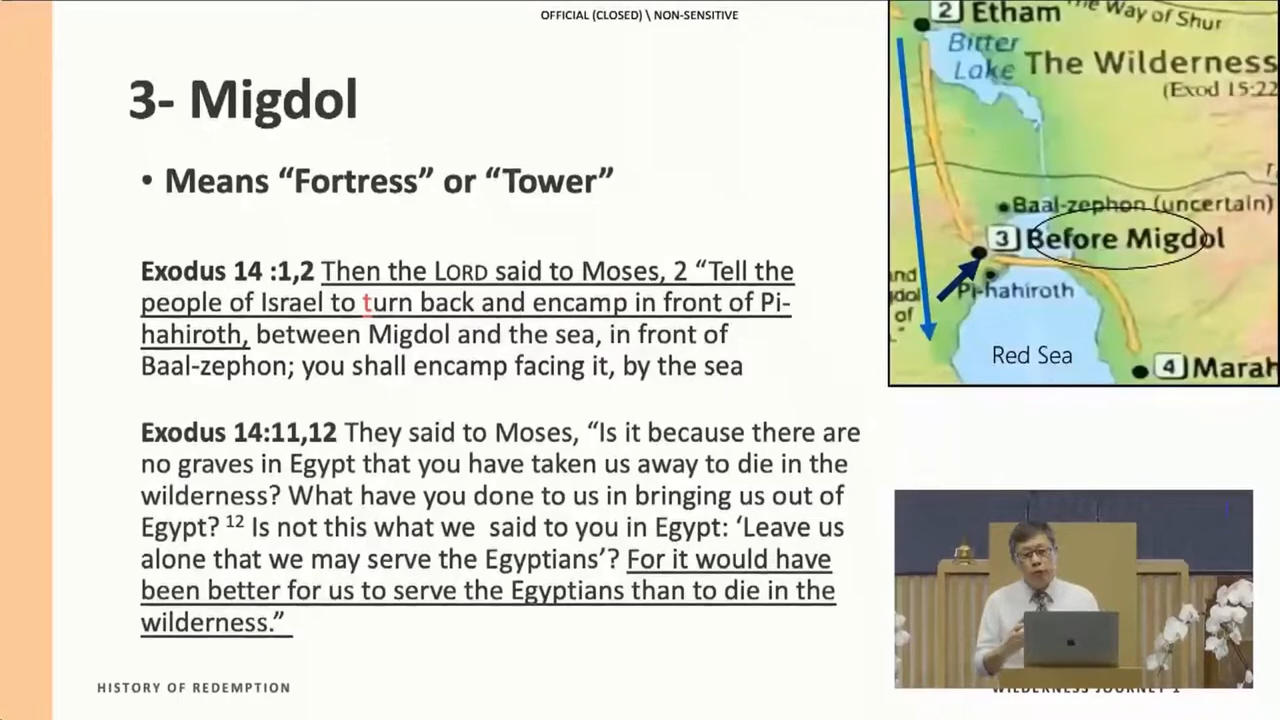 OFFICIAL (CLOSED) \ NON-SENSITIVE
3- Migdol
• Means “Fortress” or “Tower”
Exodus 14 :1,2 Then the LORD said to Moses, 2 “Tell the
people of Israel to turn back and encamp in front of Pi-
hahiroth, between Migdol and the sea, in front of
Baal-zephon; you shall encamp facing it, by the sea
Exodus 14:11,12 They said to Moses, “Is it because there are
no graves in Egypt that you have taken us away to die in the
wilderness? What have you done to us in bringing us out of
Egypt? 12 Is not this what we said to you in Egypt: ‘Leave us
alone that we may serve the Egyptians’? For it would have
been better for us to serve the Egyptians than to die in the
wilderness.”
HISTORY OF REDEMPTION
2 Etham
The Way of Shur
Bitter
Lake
The Wilderness
(Exod 15:22
Baal-zephon (uncertain)
3 Before Migdol
Pi-hahiroth
of
Red Sea
4 Marah
WILDERNESS JOURNEY 1